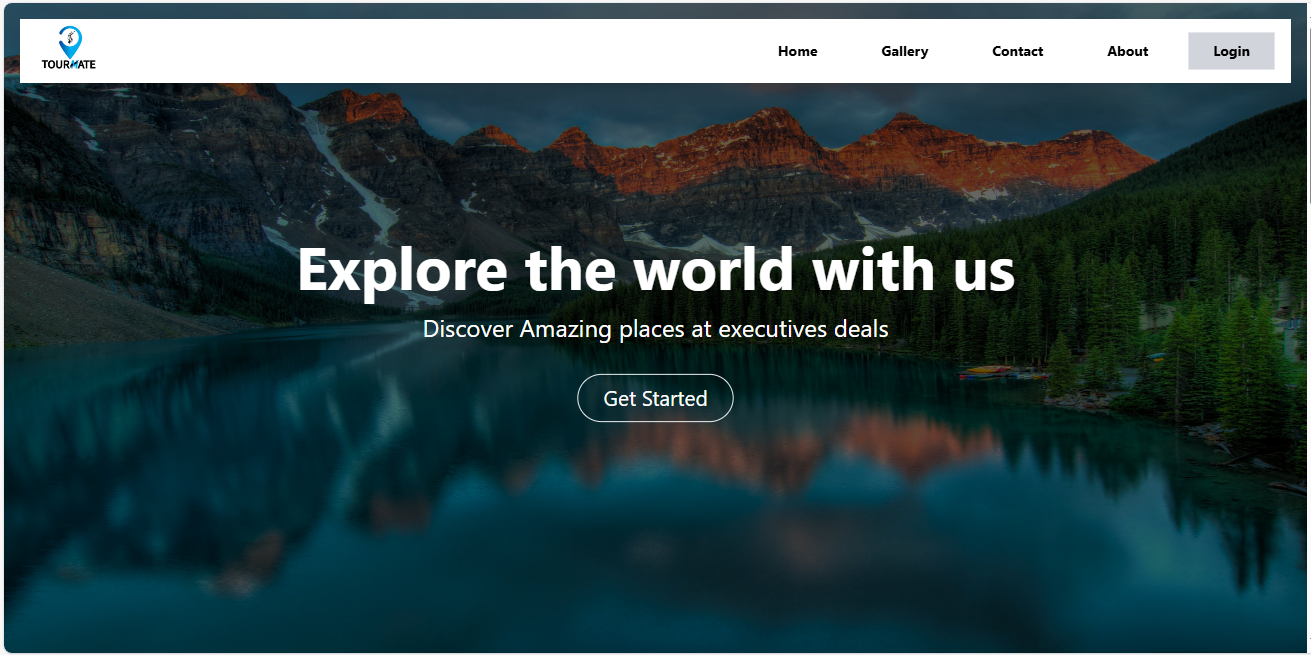 TOURMATE
Home Gallery Contact About Login
Explore the world with us
Discover Amazing places at executives deals
Get Started